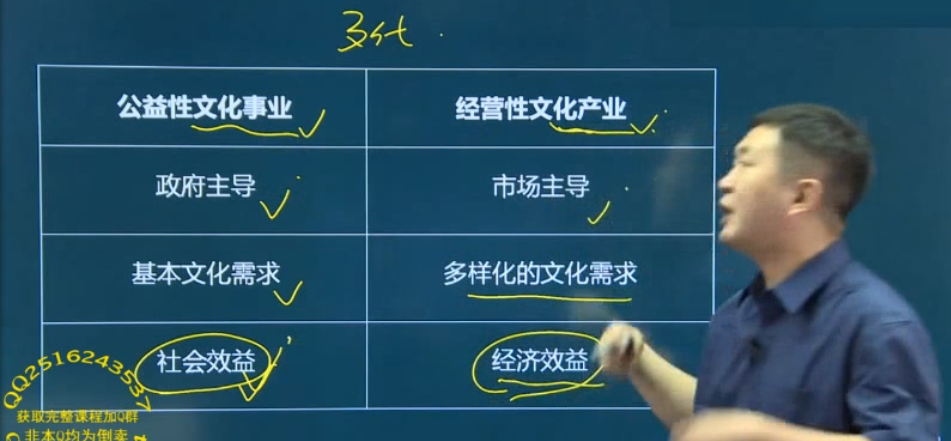 公益性文化事业 经营性文化产业
政府主导 市场主导
基本文化需求 多样化的文化需求
社会效益 经济效益
QQ2516243537
获取完整课程加Q群
非本Q均为倒卖